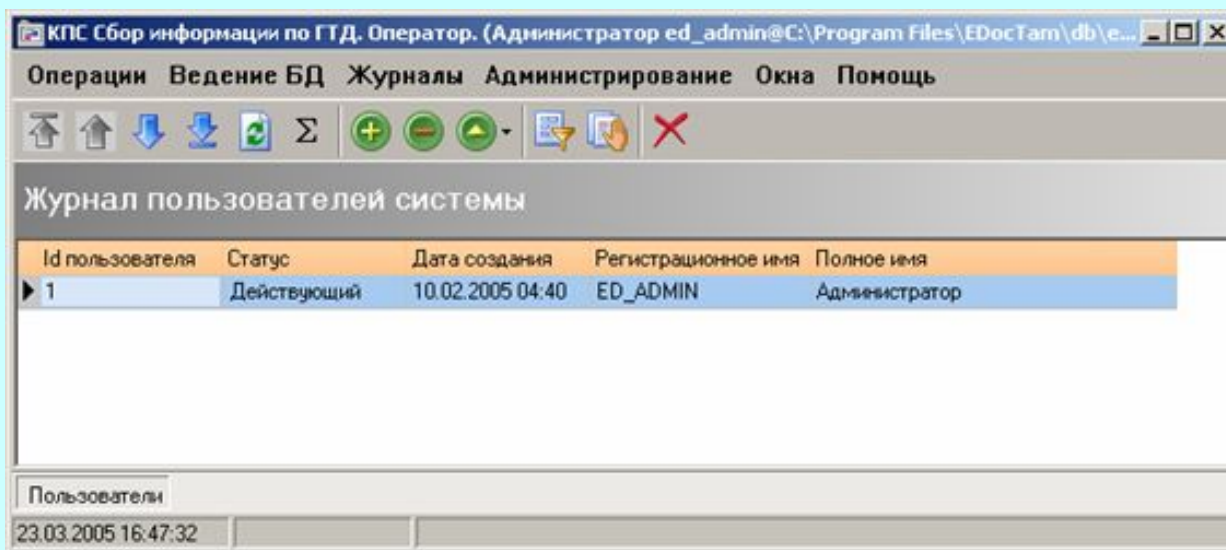 КПС Сбор информации по ГТД. Оператор. (Администратор ed_admin@C:\Program Files\EDocTam\db\e...
Операции Ведение БД Журналы Администрирование Окна Помощь
Σ
Журнал пользователей системы
Id пользователя Статус Дата создания Регистрационное имя Полное имя
1 Действующий 10.02.2005 04:40 ED_ADMIN Администратор
Пользователи
23.03.2005 16:47:32